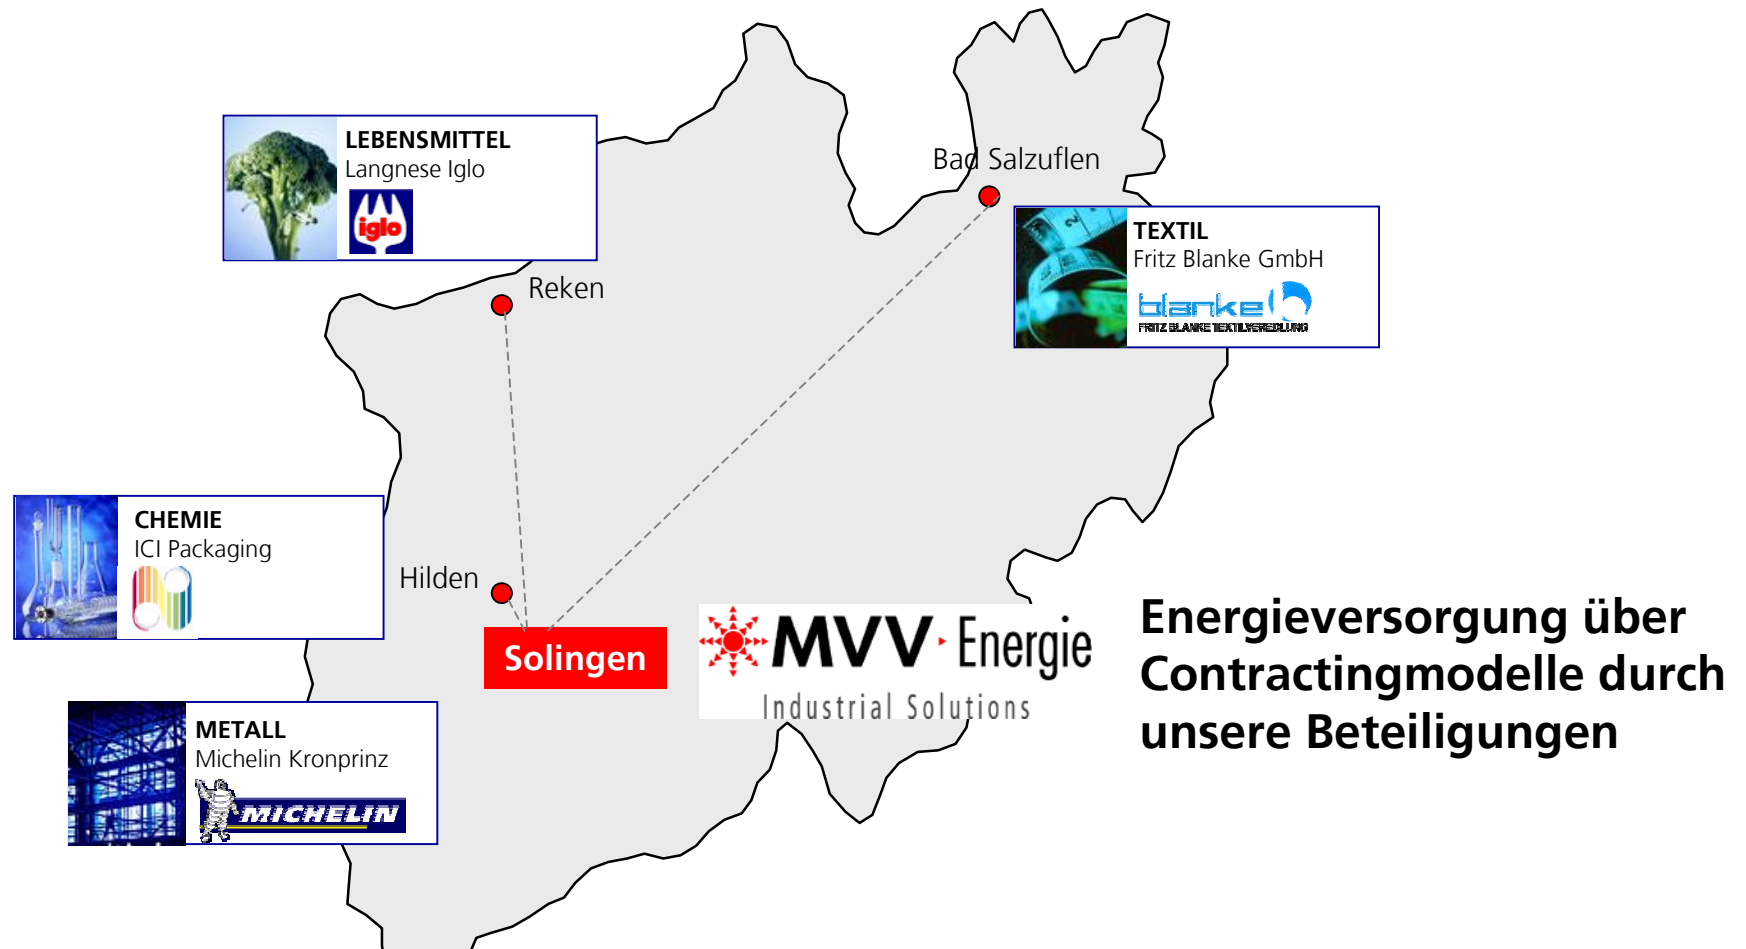 LEBENSMITTEL
Langnese Iglo
iglo
Bad Salzuflen
TEXTIL
Fritz Blanke GmbH
blanke
FRITZ BLANKE TEXTILVEREDLUNG
Reken
CHEMIE
ICI Packaging
Hilden
Solingen
MVV Energie
Industrial Solutions
Energieversorgung über
Contractingmodelle durch
unsere Beteiligungen
METALL
Michelin Kronprinz
MICHELIN